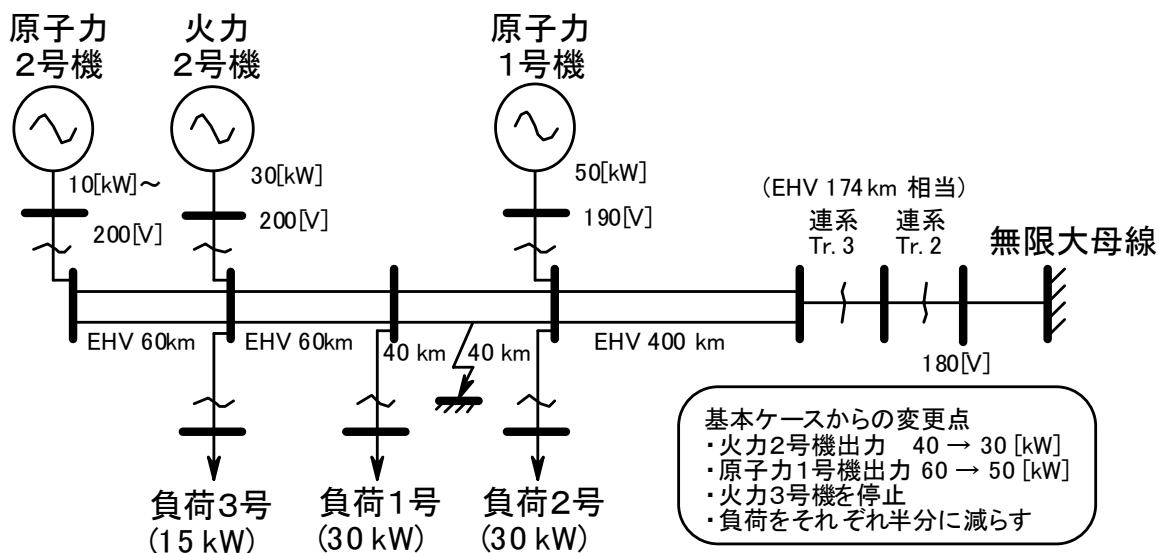 原子力
2号機
火力
2号機
原子力
1号機
10[kW]～
200[V]
30[kW]
200[V]
50[kW]
190[V]
（EHV 174 km 相当）
連系
Tr. 3
連系
Tr. 2
無限大母線
EHV 60km
EHV 60km
40 km
40 km
EHV 400 km
180[V]
負荷3号
(15 kW)
負荷1号
(30 kW)
負荷2号
(30 kW)
基本ケースからの変更点
・火力2号機出力　40 → 30 [kW]
・原子力1号機出力 60 → 50 [kW]
・火力3号機を停止
・負荷をそれぞれ半分に減らす